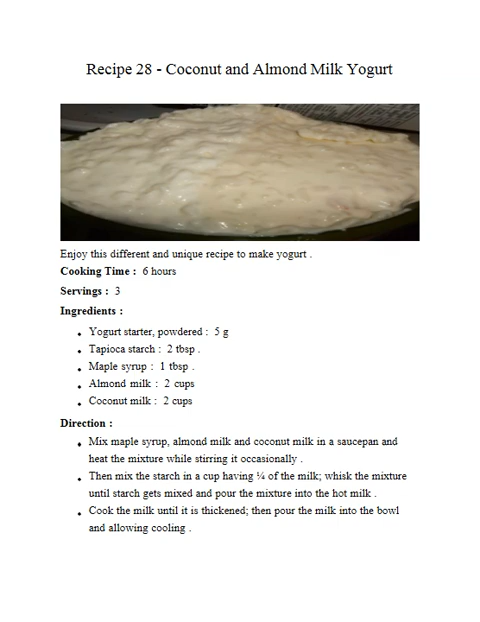 Recipe 28 - Coconut and Almond Milk Yogurt
Enjoy this different and unique recipe to make yogurt .
Cooking Time : 6 hours
Servings : 3
Ingredients :
• Yogurt starter, powdered : 5 g
• Tapioca starch : 2 tbsp .
• Maple syrup : 1 tbsp .
• Almond milk : 2 cups
• Coconut milk : 2 cups
Direction :
• Mix maple syrup, almond milk and coconut milk in a saucepan and
heat the mixture while stirring it occasionally .
• Then mix the starch in a cup having ¼ of the milk; whisk the mixture
until starch gets mixed and pour the mixture into the hot milk .
• Cook the milk until it is thickened; then pour the milk into the bowl
and allowing cooling .